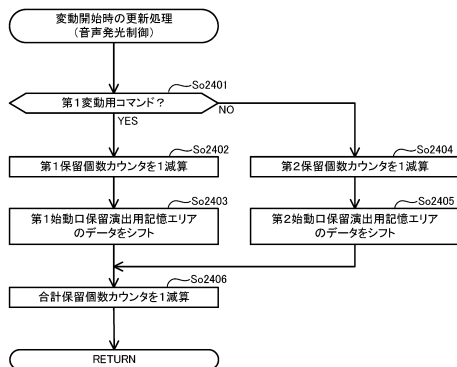 変動開始時の更新処理
(音声発光制御)
So2401
第1変動用コマンド?
YES
NO
So2402
第1保留個数カウンタを1減算
So2404
第2保留個数カウンタを1減算
So2403
第1始動口保留演出用記憶エリア
のデータをシフト
So2405
第2始動口保留演出用記憶エリア
のデータをシフト
So2406
合計保留個数カウンタを1減算
RETURN